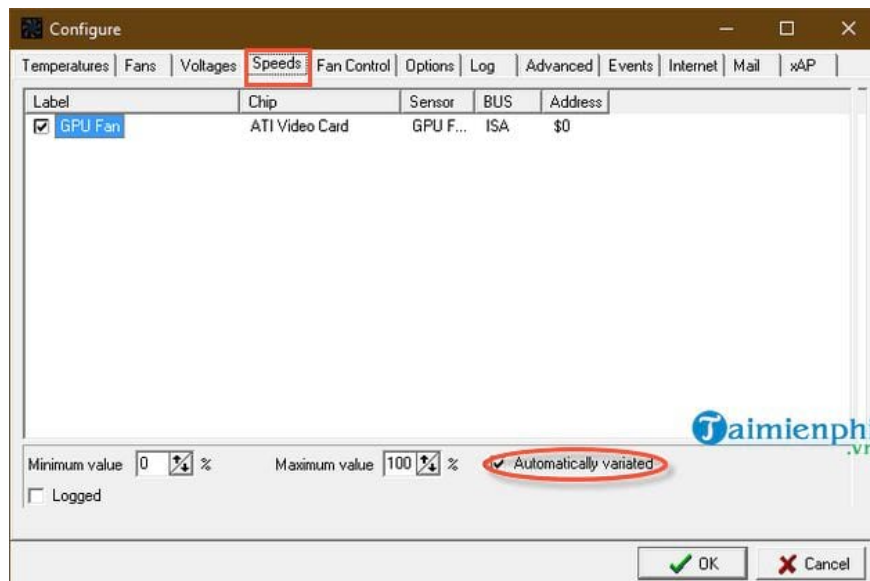 Configure
Temperatures Fans Voltages Speeds Fan Control Options Log Advanced Events Internet Mail xAP
Label Chip Sensor BUS Address
GPU Fan ATI Video Card GPU F... ISA $0
Taimienphi
.vn
Minimum value 0 % Maximum value 100 % Automatically variated
Logged
OK Cancel